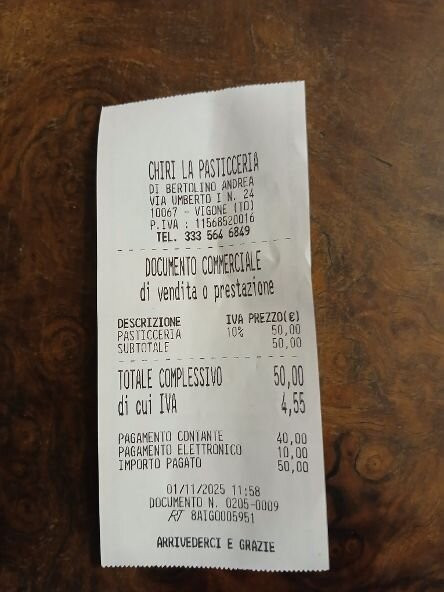 CHIRI LA PASTICCERIA
DI BERTOLINO ANDREA
VIA UMBERTO I N. 24
10067 - VIGONE (TO)
P.IVA : 11568520016
TEL. 333 564 6849
DOCUMENTO COMMERCIALE
di vendita o prestazione
DESCRIZIONE IVA PREZZO(€)
PASTICCERIA 10% 50,00
SUBTOTALE 50,00
TOTALE COMPLESSIVO 50,00
di cui IVA 4,55
PAGAMENTO CONTANTE 40,00
PAGAMENTO ELETTRONICO 10,00
IMPORTO PAGATO 50,00
01/11/2025 11:58
DOCUMENTO N. 0205-0009
RT 8AIGO005951
ARRIVEDERCI E GRAZIE